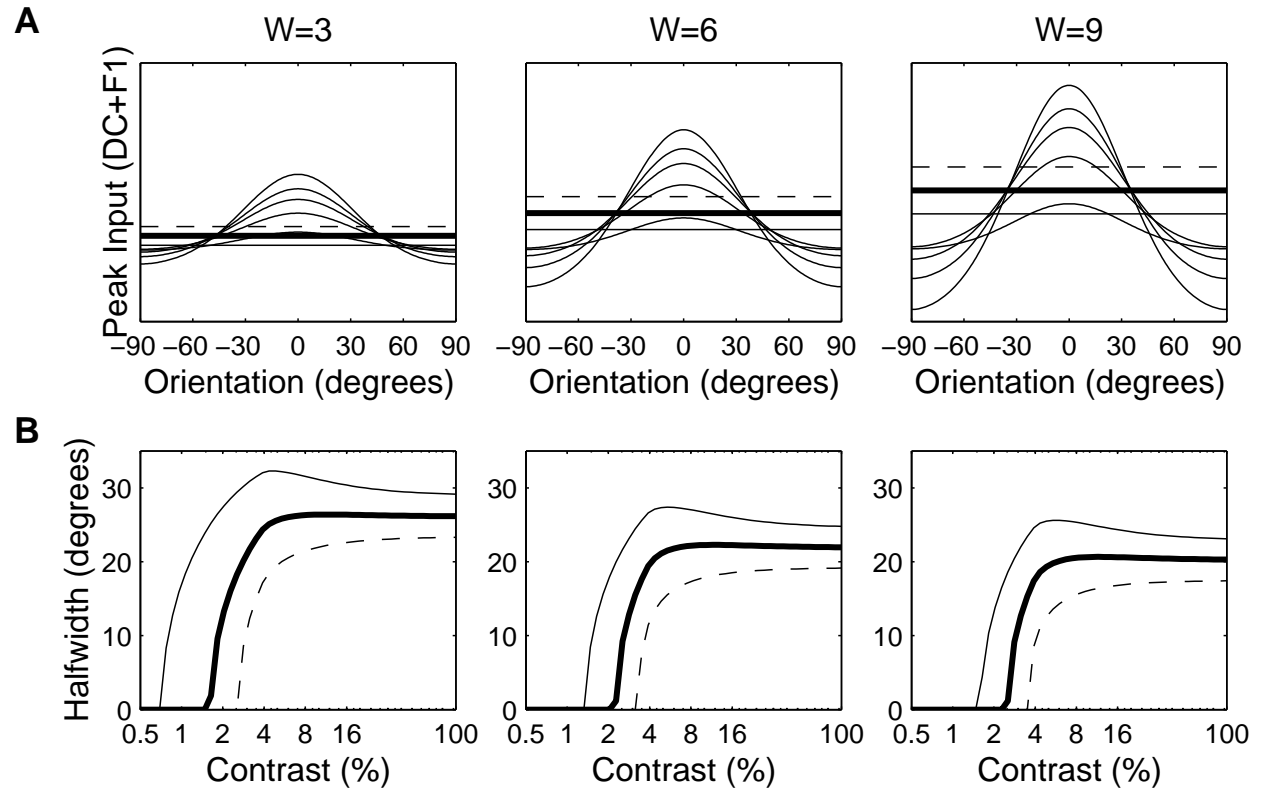 A
W=3 W=6 W=9
Peak Input (DC+F1)
−90 −60 −30 0 30 60 90 −90 −60 −30 0 30 60 90 −90 −60 −30 0 30 60 90
Orientation (degrees) Orientation (degrees) Orientation (degrees)
B
Halfwidth (degrees)
30 30 30
20 20 20
10 10 10
0 0 0
0.5 1 2 4 8 16 100 0.5 1 2 4 8 16 100 0.5 1 2 4 8 16 100
Contrast (%) Contrast (%) Contrast (%)